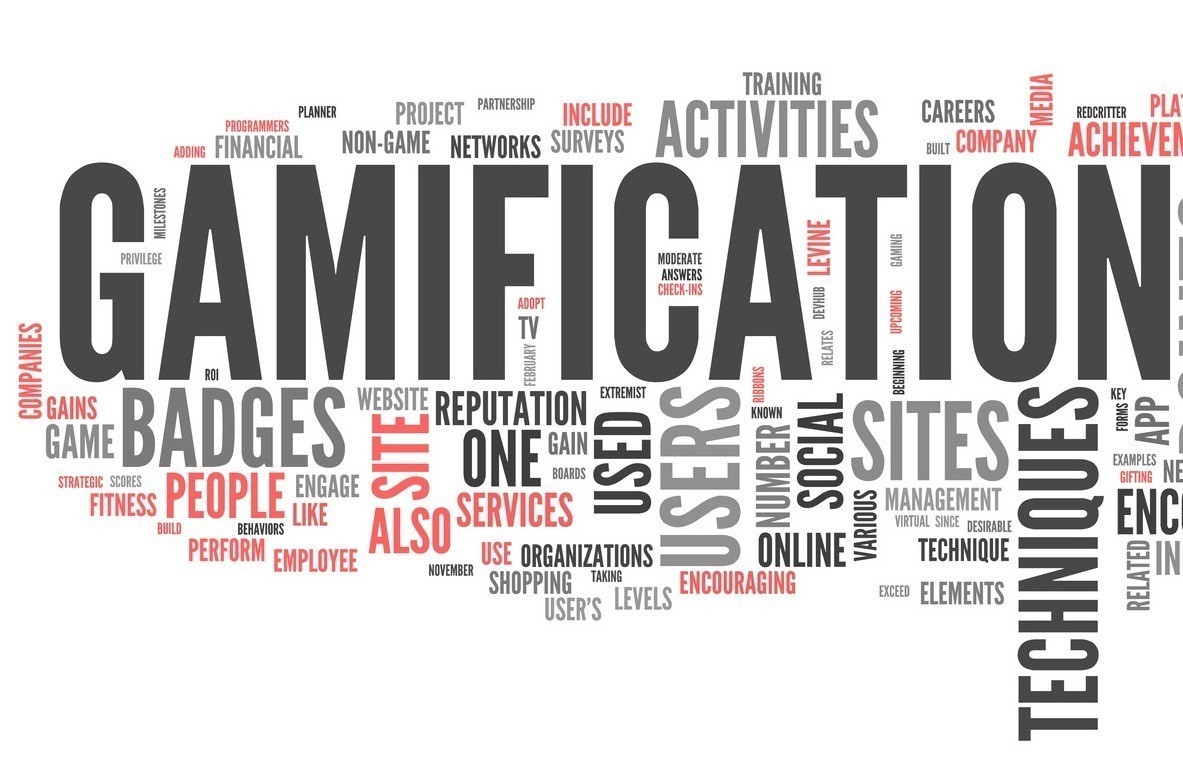 TRAINING
MEDIA
PLANNER
PROJECT
PARTNERSHIP
INCLUDE
ACTIVITIES
CAREERS
REDCRITTER
PROGRAMMERS
FINANCIAL
NON-GAME
NETWORKS
SURVEYS
BUILT
COMPANY
ADDING
GAMIFICATION
MILESTONES
PRIVILEGE
MODERATE
ANSWERS
CHECK-INS
LEVINE
GAMING
ADOPT
TV
FEBRUARY
DEVHUB
UPCOMING
RELATES
BEGINNING
COMPANIES
ROI
GAINS
BADGES
WEBSITE
REPUTATION
EXTREMIST
RIBBONS
KNOWN
KEY
FORMS
APP
GAME
SITE
ONE
GAIN
USED
USERS
NUMBER
SOCIAL
SITES
TECHNIQUES
STRATEGIC
SCORES
PEOPLE
ENGAGE
BOARDS
EXAMPLES
GIFTING
FITNESS
LIKE
SERVICES
MANAGEMENT
BUILD
BEHAVIORS
ALSO
VARIOUS
VIRTUAL
SINCE
DESIRABLE
PERFORM
EMPLOYEE
USE
ORGANIZATIONS
ONLINE
TECHNIQUE
RELATED
NOVEMBER
SHOPPING
TAKING
ENCOURAGING
USER'S
LEVELS
EXCEED
ELEMENTS